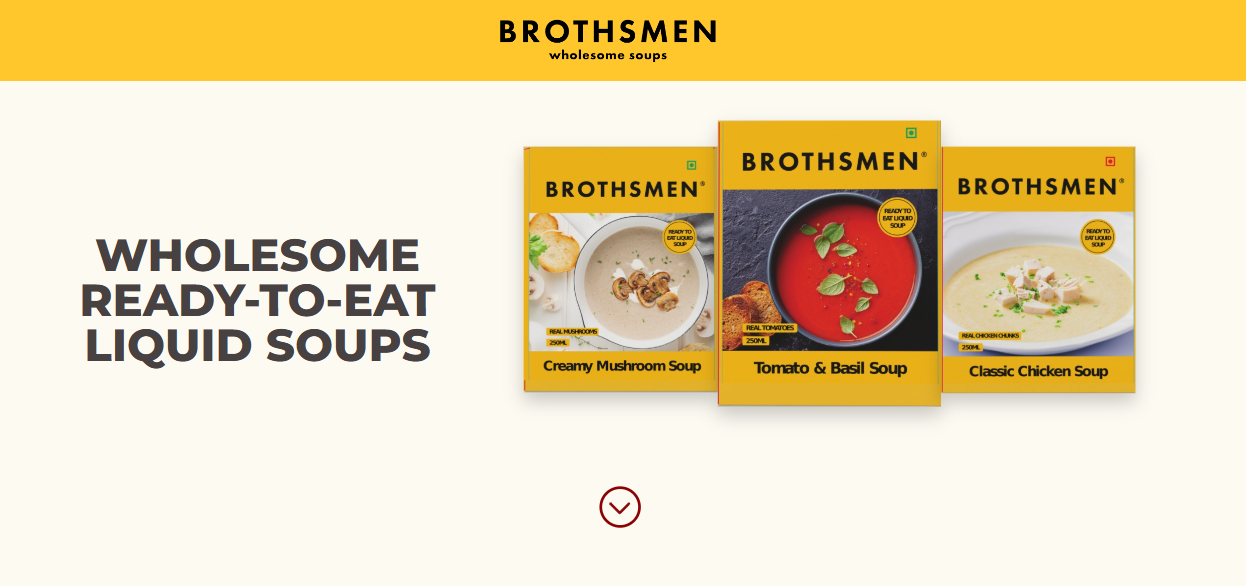 BROTHSMEN
wholesome soups
WHOLESOME
READY-TO-EAT
LIQUID SOUPS
BROTHSMEN®
READY TO
EAT LIQUID
SOUP
REAL MUSHROOMS
250ML
Creamy Mushroom Soup
BROTHSMEN®
READY TO
EAT LIQUID
SOUP
REAL TOMATOES
250ML
Tomato & Basil Soup
BROTHSMEN®
READY TO
EAT LIQUID
SOUP
REAL CHICKEN CHUNKS
250ML
Classic Chicken Soup